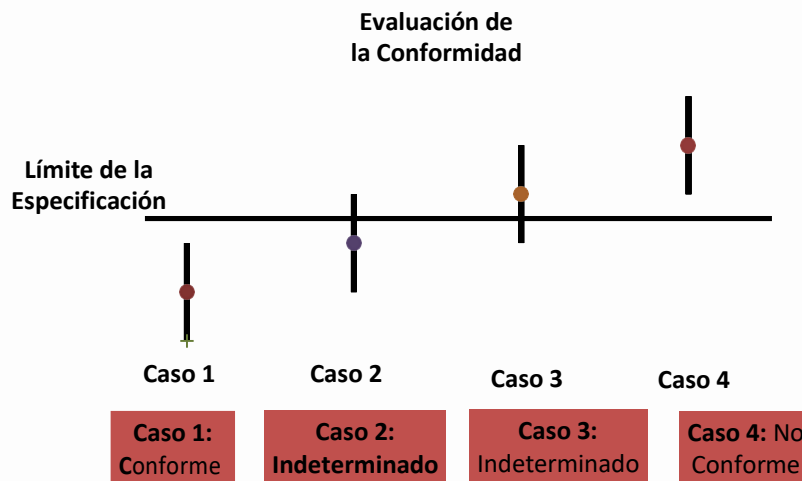 Evaluación de
la Conformidad
Límite de la
Especificación
Caso 1
Caso 2
Caso 3
Caso 4
Caso 1:
Conforme
Caso 2:
Indeterminado
Caso 3:
Indeterminado
Caso 4: No
Conforme